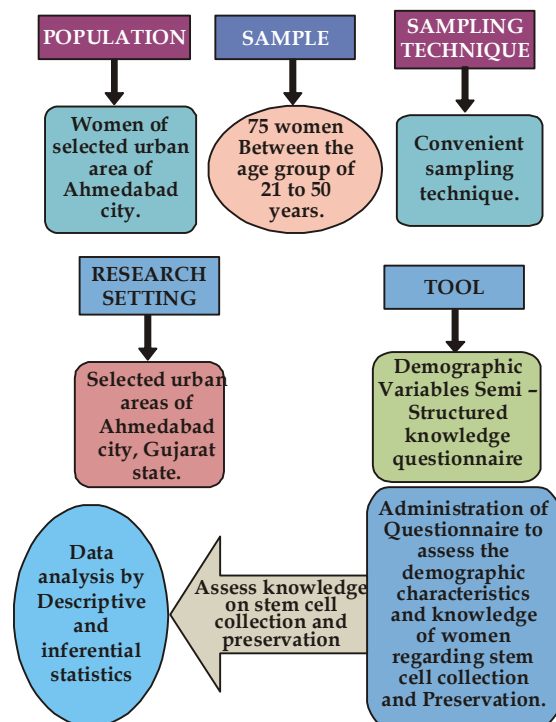 POPULATION
SAMPLE
SAMPLING
TECHNIQUE
Women of
selected urban
area of
Ahmedabad
city.
75 women
Between the
age group of
21 to 50
years.
Convenient
sampling
technique.
RESEARCH
SETTING
TOOL
Selected urban
areas of
Ahmedabad
city, Gujarat
state.
Demographic
Variables Semi –
Structured
knowledge
questionnaire
Data
analysis by
Descriptive
and
inferential
statistics
Assess knowledge
on stem cell
collection and
preservation
Administration of
Questionnaire to
assess the
demographic
characteristics
and knowledge
of women
regarding stem
cell collection
and Preservation.